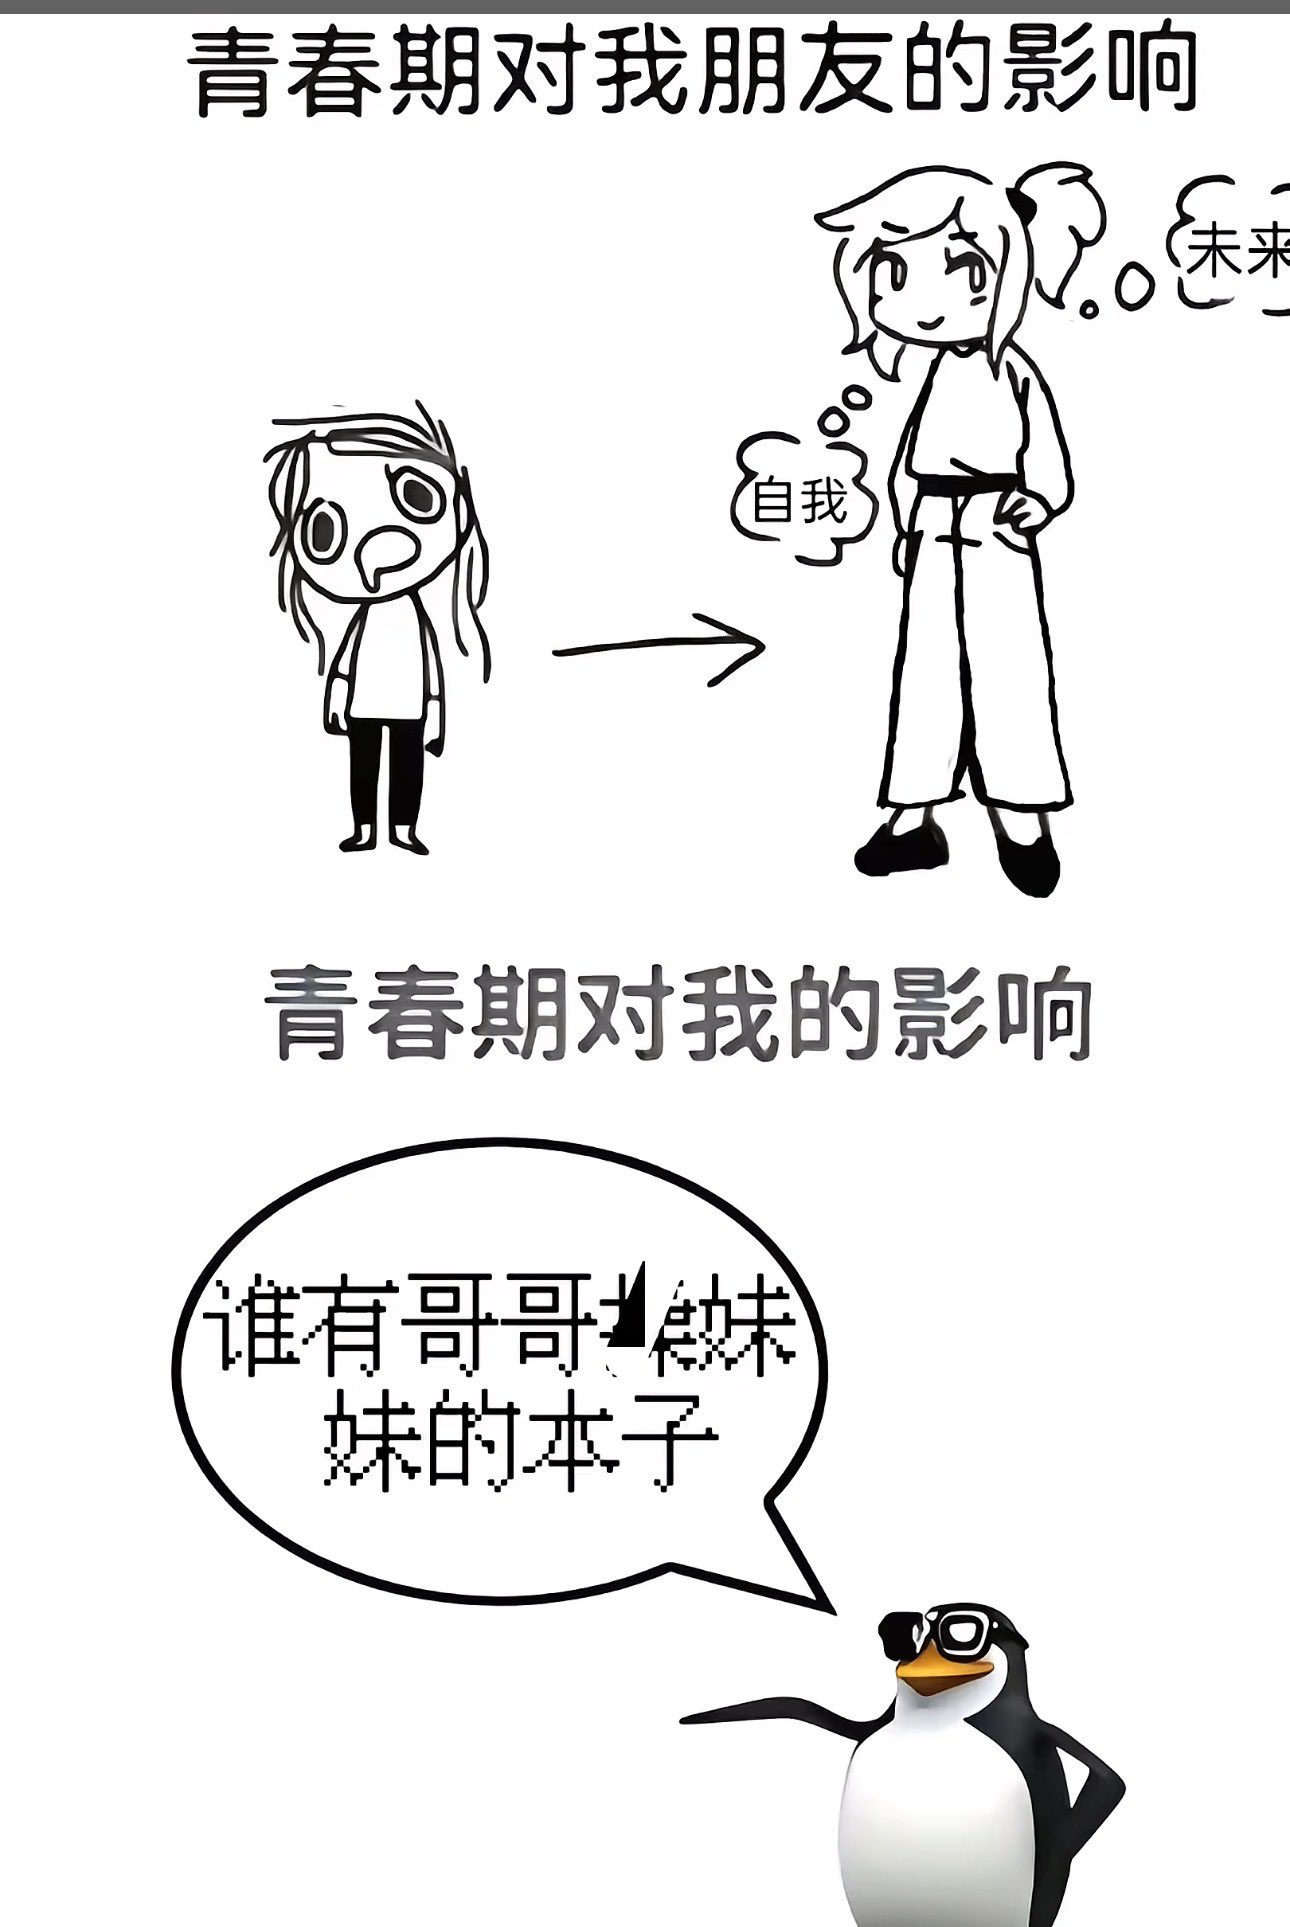 青春期对我朋友的影响
未来
自我
青春期对我的影响
谁有哥哥妹
妹的本子